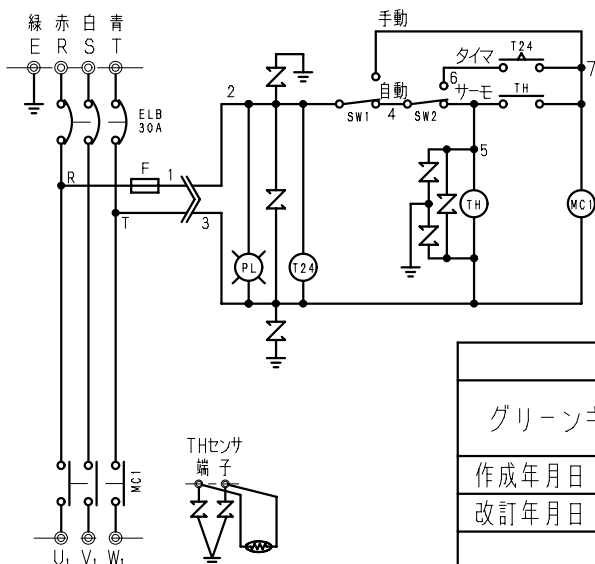 緑 赤 白 青
E R S T
ELB
30A
R
F
1
T
3
2
手動
自動
SW1
4
SW2
タイマ
6
サーモ
T24
TH
7
5
PL
T24
TH
MC1
MC1
THセンサ
端 子
U₁ V₁ W₁
グリーンキ
作成年月日
改訂年月日